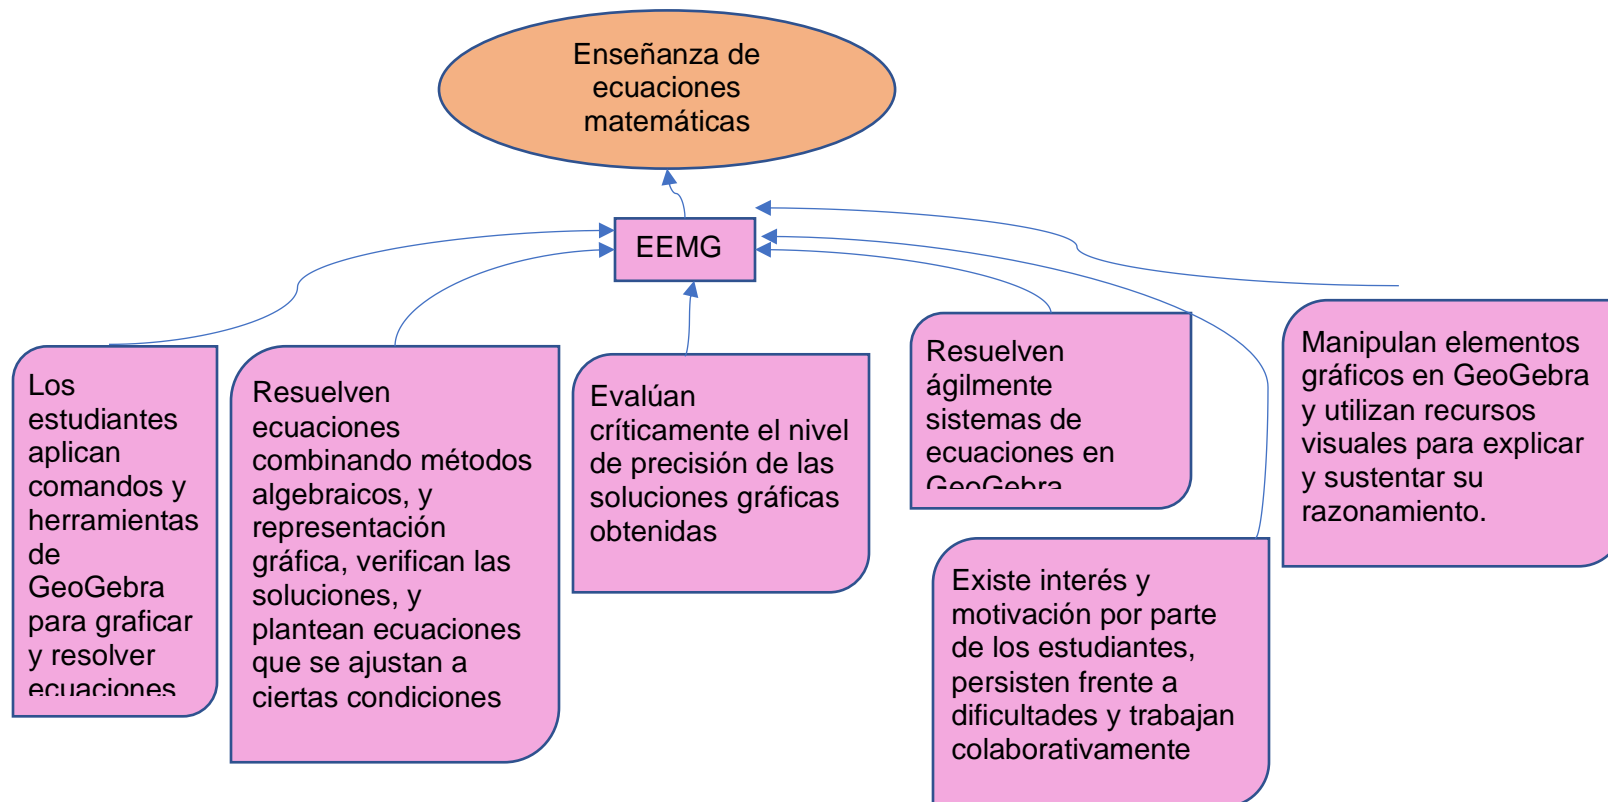 Enseñanza de
ecuaciones
matemáticas
EEMG
Los
estudiantes
aplican
comandos y
herramientas
de
GeoGebra
para graficar
y resolver
ecuaciones
Resuelven
ecuaciones
combinando métodos
algebraicos, y
representación
gráfica, verifican las
soluciones, y
plantean ecuaciones
que se ajustan a
ciertas condiciones
Evalúan
críticamente el nivel
de precisión de las
soluciones gráficas
obtenidas
Resuelven
ágilmente
sistemas de
ecuaciones en
GeoGebra
Existe interés y
motivación por parte
de los estudiantes,
persisten frente a
dificultades y trabajan
colaborativamente
Manipulan elementos
gráficos en GeoGebra
y utilizan recursos
visuales para explicar
y sustentar su
razonamiento.